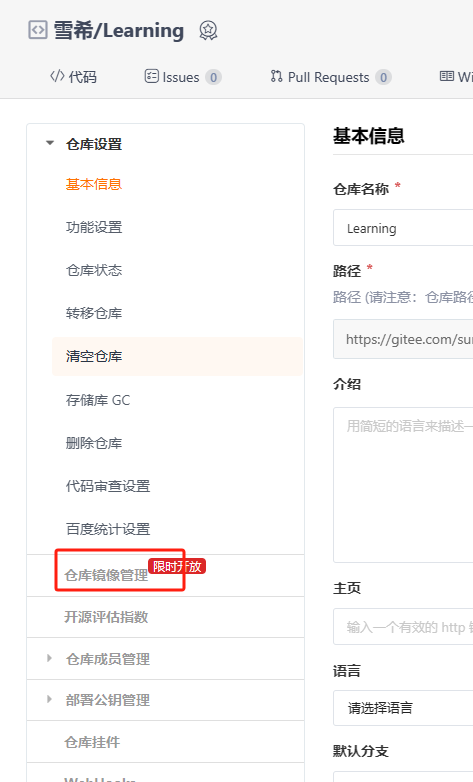 雪希/Learning
代码 Issues 0 Pull Requests 0 Wi
仓库设置
基本信息
功能设置
仓库状态
转移仓库
清空仓库
存储库 GC
删除仓库
代码审查设置
百度统计设置
仓库镜像管理 限时开放
开源评估指数
仓库成员管理
部署公钥管理
仓库挂件
WebHooks
基本信息
仓库名称 *
Learning
路径 *
路径 (请注意：仓库路径
https://gitee.com/su
介绍
用简短的语言来描述一
主页
输入一个有效的 http
语言
请选择语言
默认分支